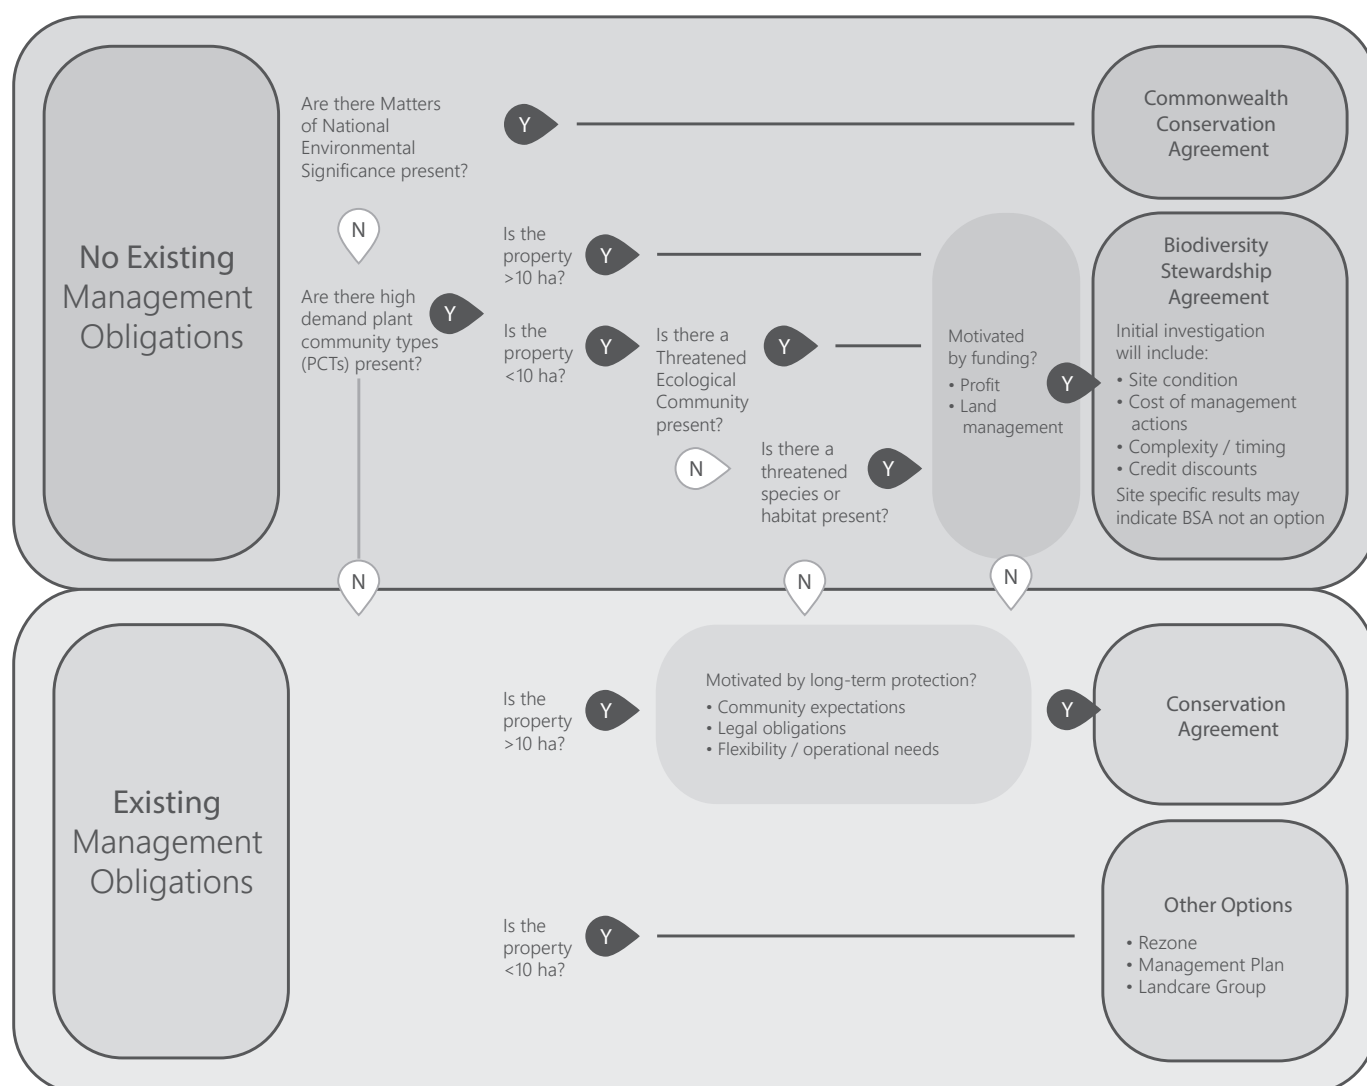 No Existing
Management
Obligations
Are there Matters
of National
Environmental
Significance present?
Y
Commonwealth
Conservation
Agreement
N
Are there high
demand plant
community types
(PCTs) present?
Y
Is the
property
>10 ha?
Y
Is the
property
<10 ha?
Y
Is there a
Threatened
Ecological
Community
present?
Y
N
Is there a
threatened
species or
habitat present?
Y
Motivated
by funding?
• Profit
• Land
management
Y
Biodiversity
Stewardship
Agreement
Initial investigation
will include:
• Site condition
• Cost of management
actions
• Complexity / timing
• Credit discounts
Site specific results may
indicate BSA not an option
N
N
N
Existing
Management
Obligations
Is the
property
>10 ha?
Y
Motivated by long-term protection?
• Community expectations
• Legal obligations
• Flexibility / operational needs
Y
Conservation
Agreement
Is the
property
<10 ha?
Y
Other Options
• Rezone
• Management Plan
• Landcare Group